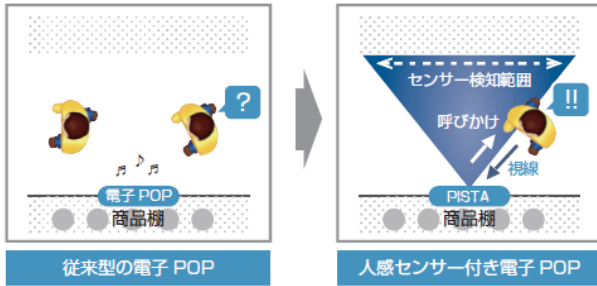 ?
電子 POP
商品棚
従来型の電子 POP
センサー検知範囲
呼びかけ
!!
視線
PISTA
商品棚
人感センサー付き電子 POP